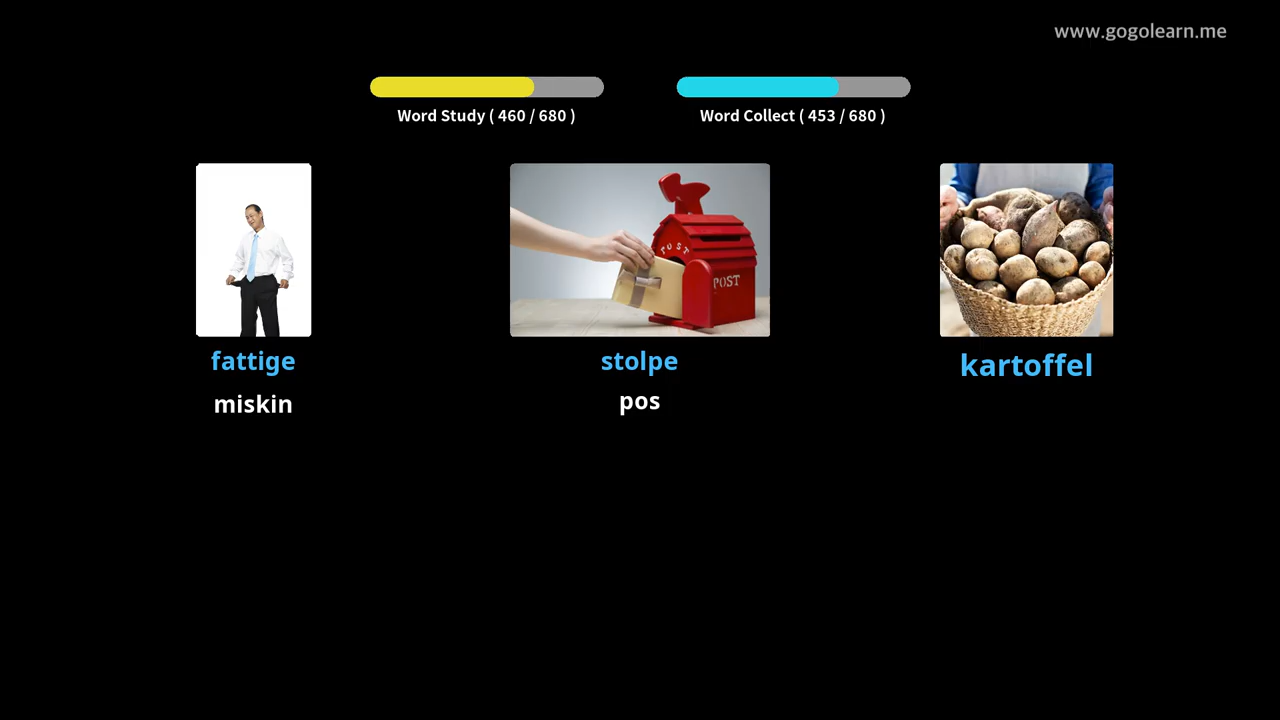 www.gogolearn.me
Word Study ( 460 / 680 )
Word Collect ( 453 / 680 )
POST
POST
fattige
stolpe
kartoffel
miskin
pos